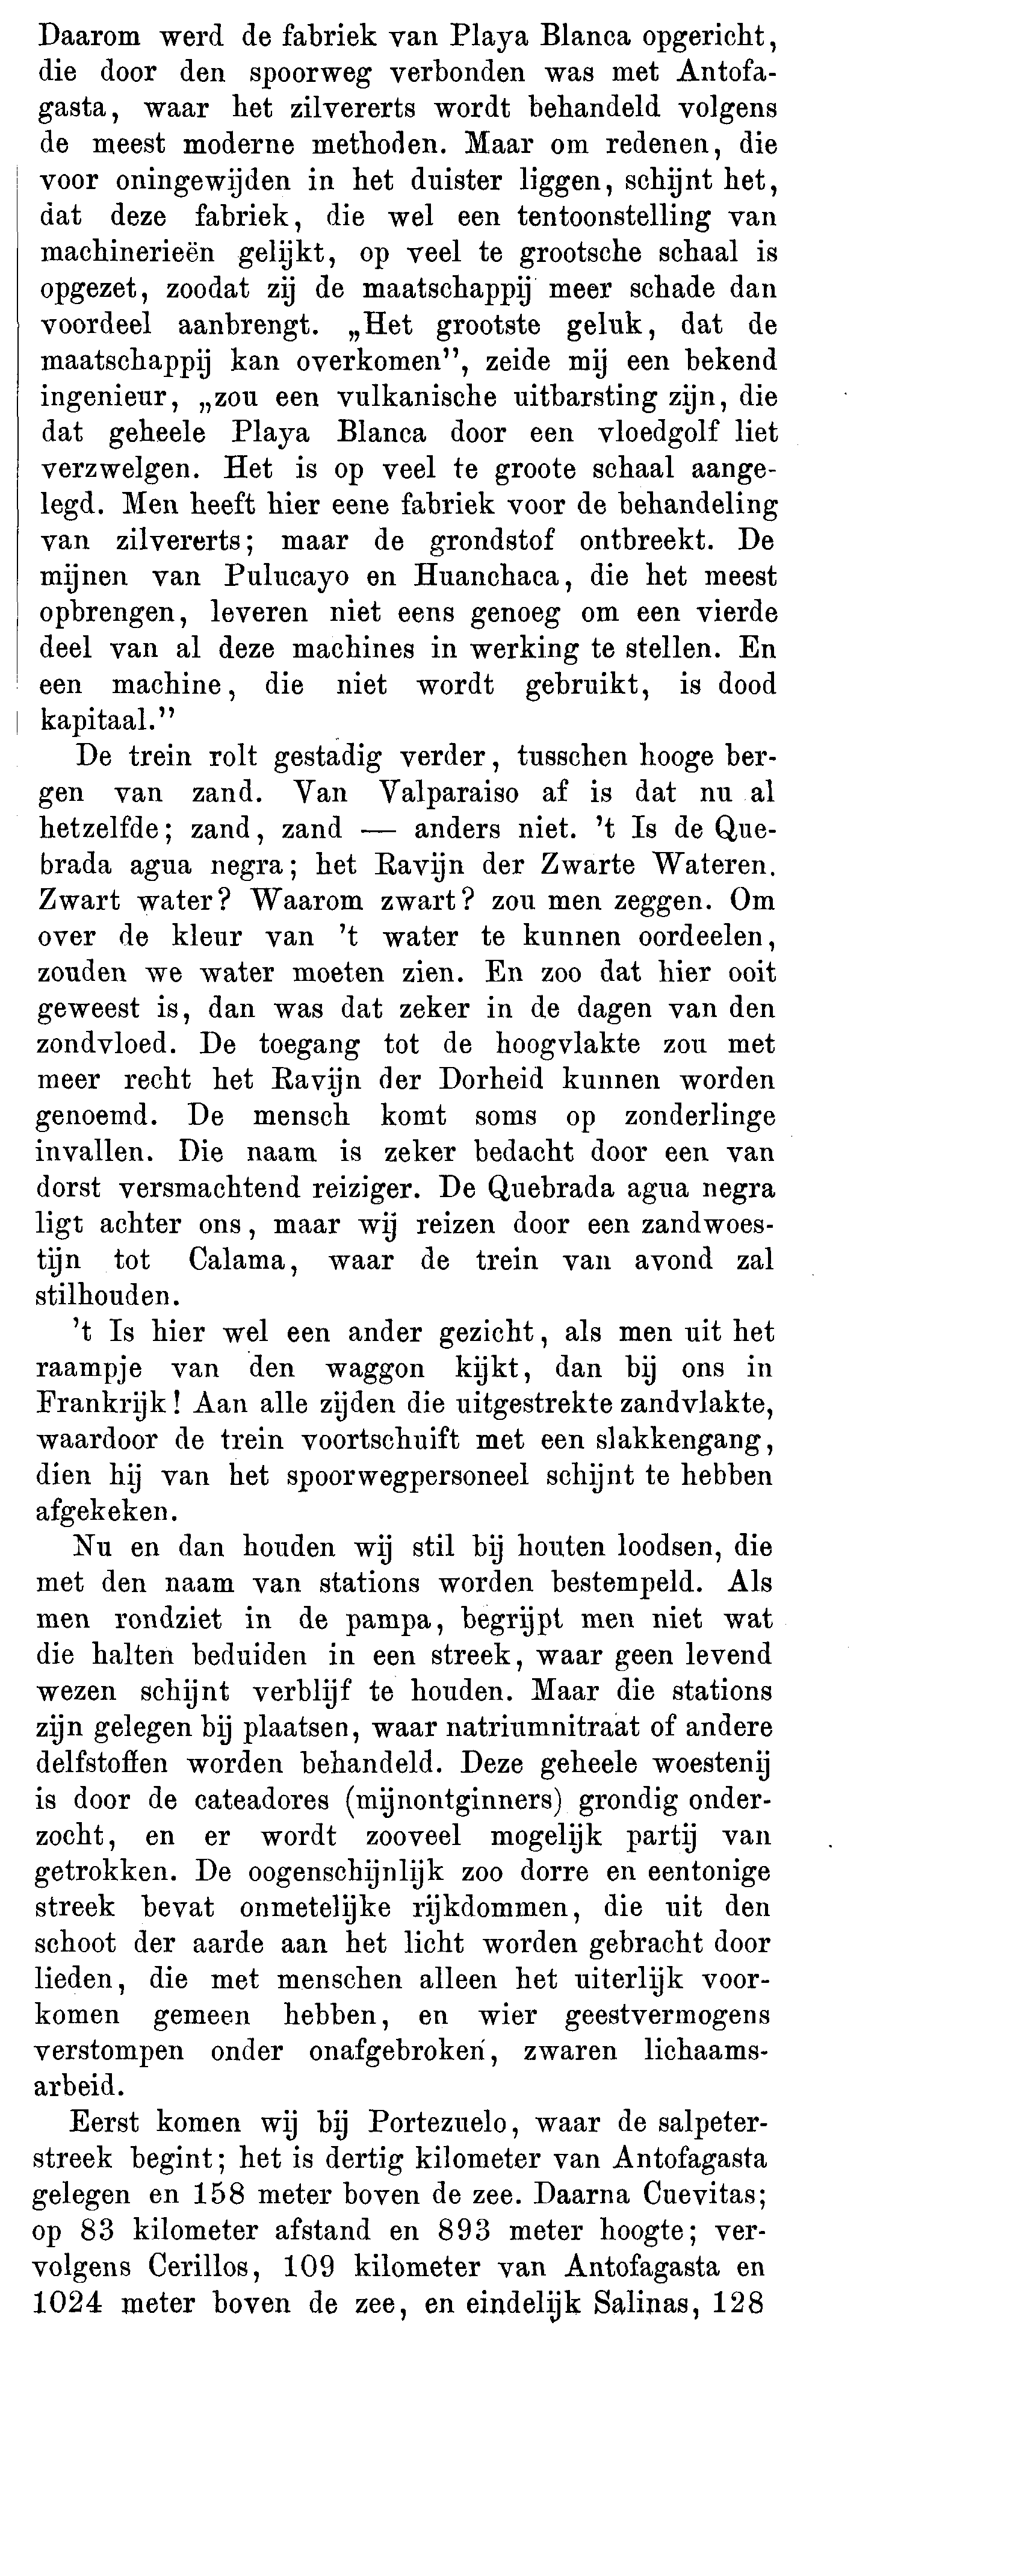 Daarom werd de fabriek van Playa Blanca opgericht,
die door den spoorweg verbonden was met Antofa-
gasta, waar het zilvererts wordt behandeld volgens
de meest moderne methoden. Maar om redenen, die
voor oningewijden in het duister liggen, schijnt het,
dat deze fabriek, die wel een tentoonstelling van
machinerieën gelijkt, op veel te grootsche schaal is
opgezet, zoodat zij de maatschappij meer schade dan
voordeel aanbrengt. „Het grootste geluk, dat de
maatschappij kan overkomen”, zeide mij een bekend
ingenieur, „zou een vulkanische uitbarsting zijn, die
dat geheele Playa Blanca door een vloedgolf liet
verzwelgen. Het is op veel te groote schaal aange-
legd. Men heeft hier eene fabriek voor de behandeling
van zilvererts; maar de grondstof ontbreekt. De
mijnen van Pulucayo en Huanchaca, die het meest
opbrengen, leveren niet eens genoeg om een vierde
deel van al deze machines in werking te stellen. En
een machine, die niet wordt gebruikt, is dood
kapitaal.”
De trein rolt gestadig verder, tusschen hooge ber-
gen van zand. Van Valparaiso af is dat nu al
hetzelfde; zand, zand — anders niet. 't Is de Que-
brada agua negra; het Ravijn der Zwarte Wateren.
Zwart water? Waarom zwart? zou men zeggen. Om
over de kleur van 't water te kunnen oordeelen,
zouden we water moeten zien. En zoo dat hier ooit
geweest is, dan was dat zeker in de dagen van den
zondvloed. De toegang tot de hoogvlakte zou met
meer recht het Ravijn der Dorheid kunnen worden
genoemd. De mensch komt soms op zonderlinge
invallen. Die naam is zeker bedacht door een van
dorst versmachtend reiziger. De Quebrada agua negra
ligt achter ons, maar wij reizen door een zandwoes-
tijn tot Calama, waar de trein van avond zal
stilhouden.
't Is hier wel een ander gezicht, als men uit het
raampje van den waggon kijkt, dan bij ons in
Frankrijk! Aan alle zijden die uitgestrekte zandvlakte,
waardoor de trein voortschuift met een slakkengang,
dien hij van het spoorwegpersoneel schijnt te hebben
afgekeken.
Nu en dan houden wij stil bij houten loodsen, die
met den naam van stations worden bestempeld. Als
men rondziet in de pampa, begrijpt men niet wat
die halten beduiden in een streek, waar geen levend
wezen schijnt verblijf te houden. Maar die stations
zijn gelegen bij plaatsen, waar natriumnitraat of andere
delfstoffen worden behandeld. Deze geheele woestenij
is door de cateadores (mijnontginners) grondig onder-
zocht, en er wordt zooveel mogelijk partij van
getrokken. De oogenschijnlijk zoo dorre en eentonige
streek bevat onmetelijke rijkdommen, die uit den
schoot der aarde aan het licht worden gebracht door
lieden, die met menschen alleen het uiterlijk voor-
komen gemeen hebben, en wier geestvermogens
verstompen onder onafgebroken, zwaren lichaams-
arbeid.
Eerst komen wij bij Portezuelo, waar de salpeter-
streek begint; het is dertig kilometer van Antofagasta
gelegen en 158 meter boven de zee. Daarna Cuevitas;
op 83 kilometer afstand en 893 meter hoogte; ver-
volgens Cerillos, 109 kilometer van Antofagasta en
1024 meter boven de zee, en eindelijk Salinas, 128